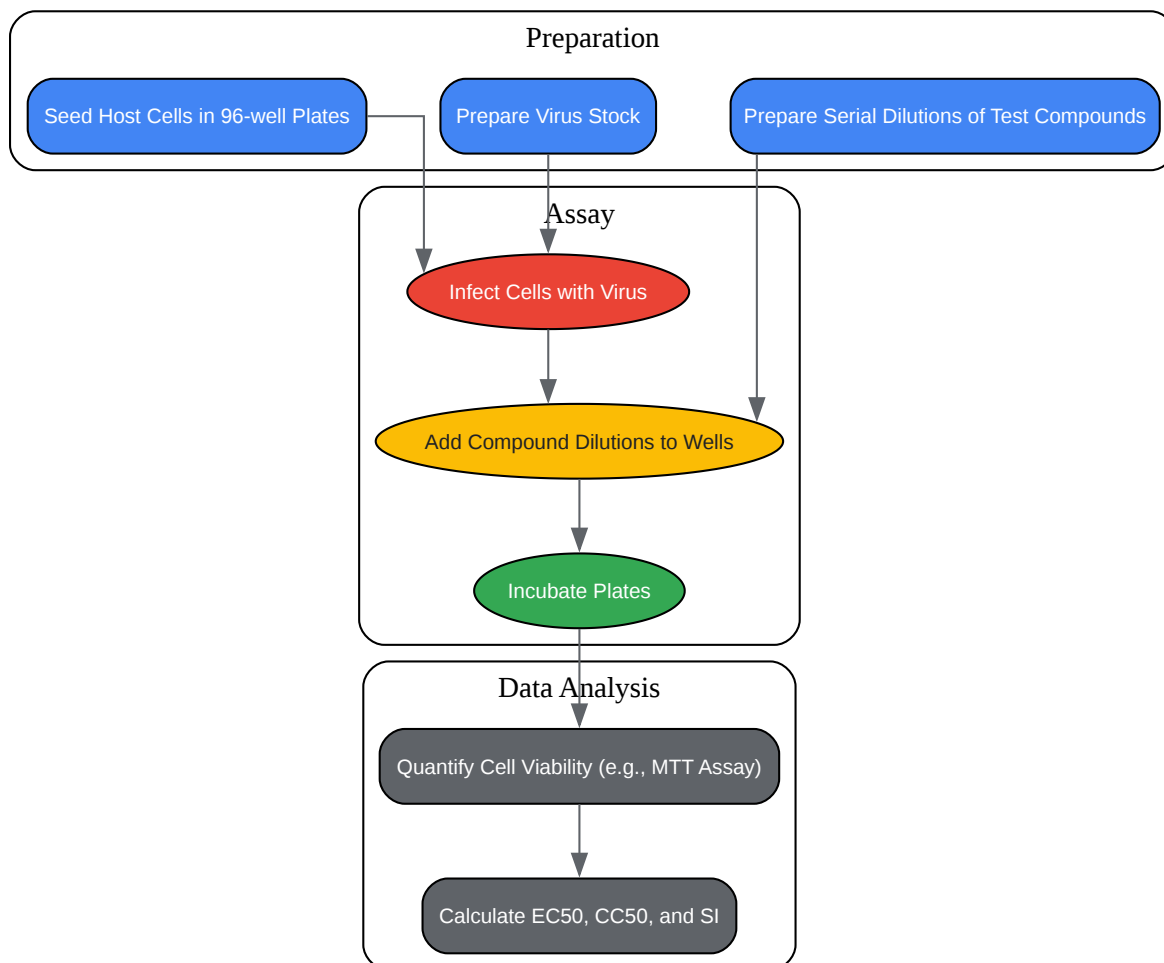 Preparation
Seed Host Cells in 96-well Plates
Prepare Virus Stock
Prepare Serial Dilutions of Test Compounds
Assay
Infect Cells with Virus
Add Compound Dilutions to Wells
Incubate Plates
Data Analysis
Quantify Cell Viability (e.g., MTT Assay)
Calculate EC50, CC50, and SI